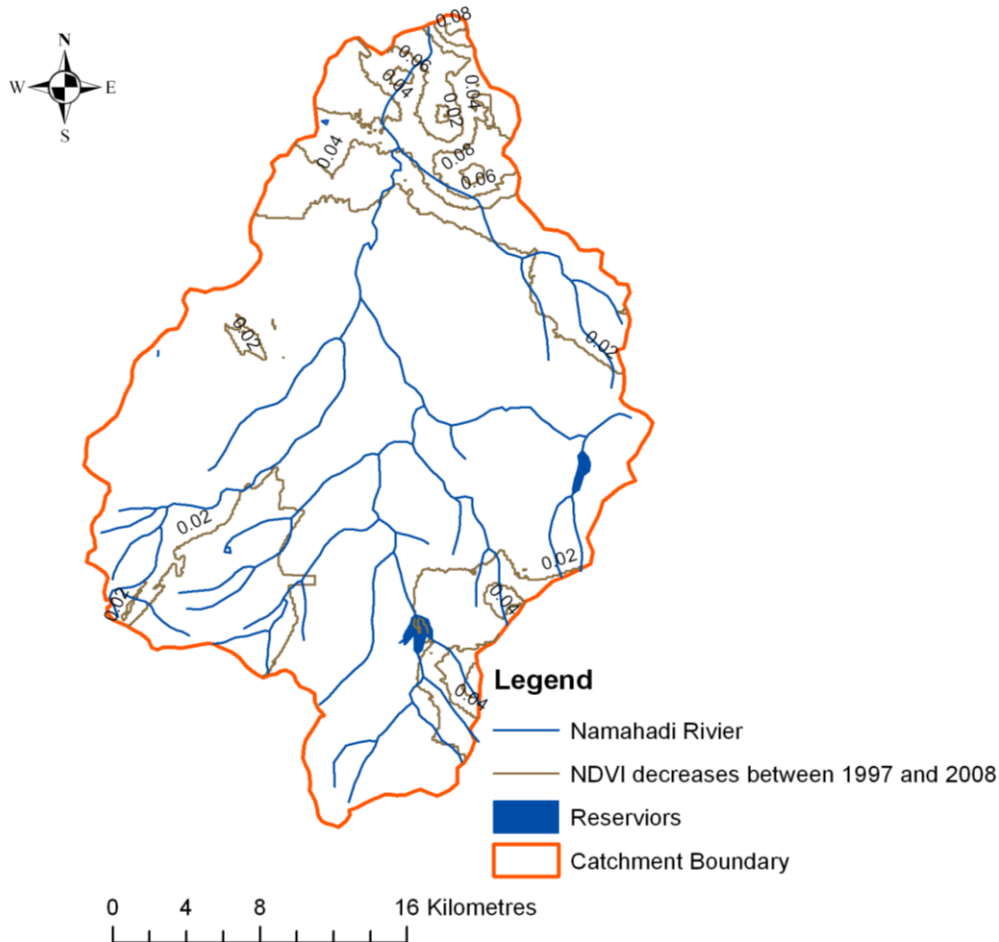 N
W E
S
0.08
0.06
0.04
0.04
0.02
0.04
0.08
0.06
0.02
0.02
0.02
0.02
0.02
0.04
0.04
Legend
Namahadi Rivier
NDVI decreases between 1997 and 2008
Reserviors
Catchment Boundary
0 4 8 16 Kilometres